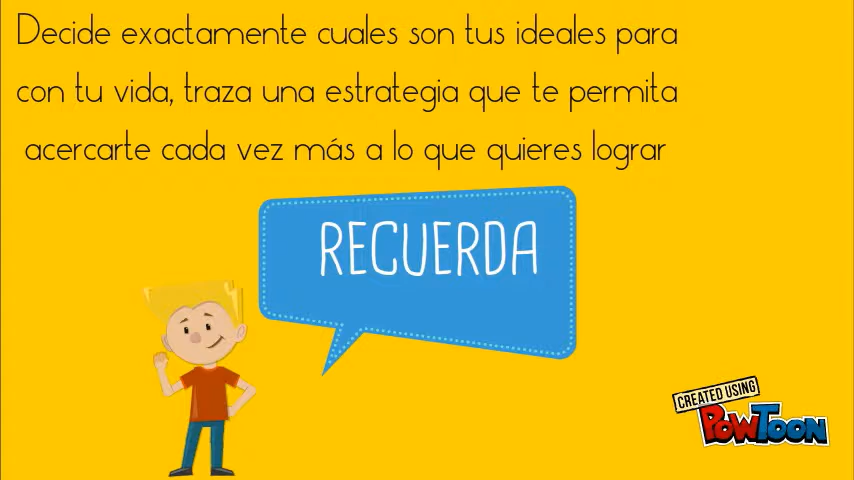 Decide exactamente cuales son tus ideales para
con tu vida, traza una estrategia que te permita
acercarte cada vez más a lo que quieres lograr
RECUERDA
CREATED USING
POWTOON